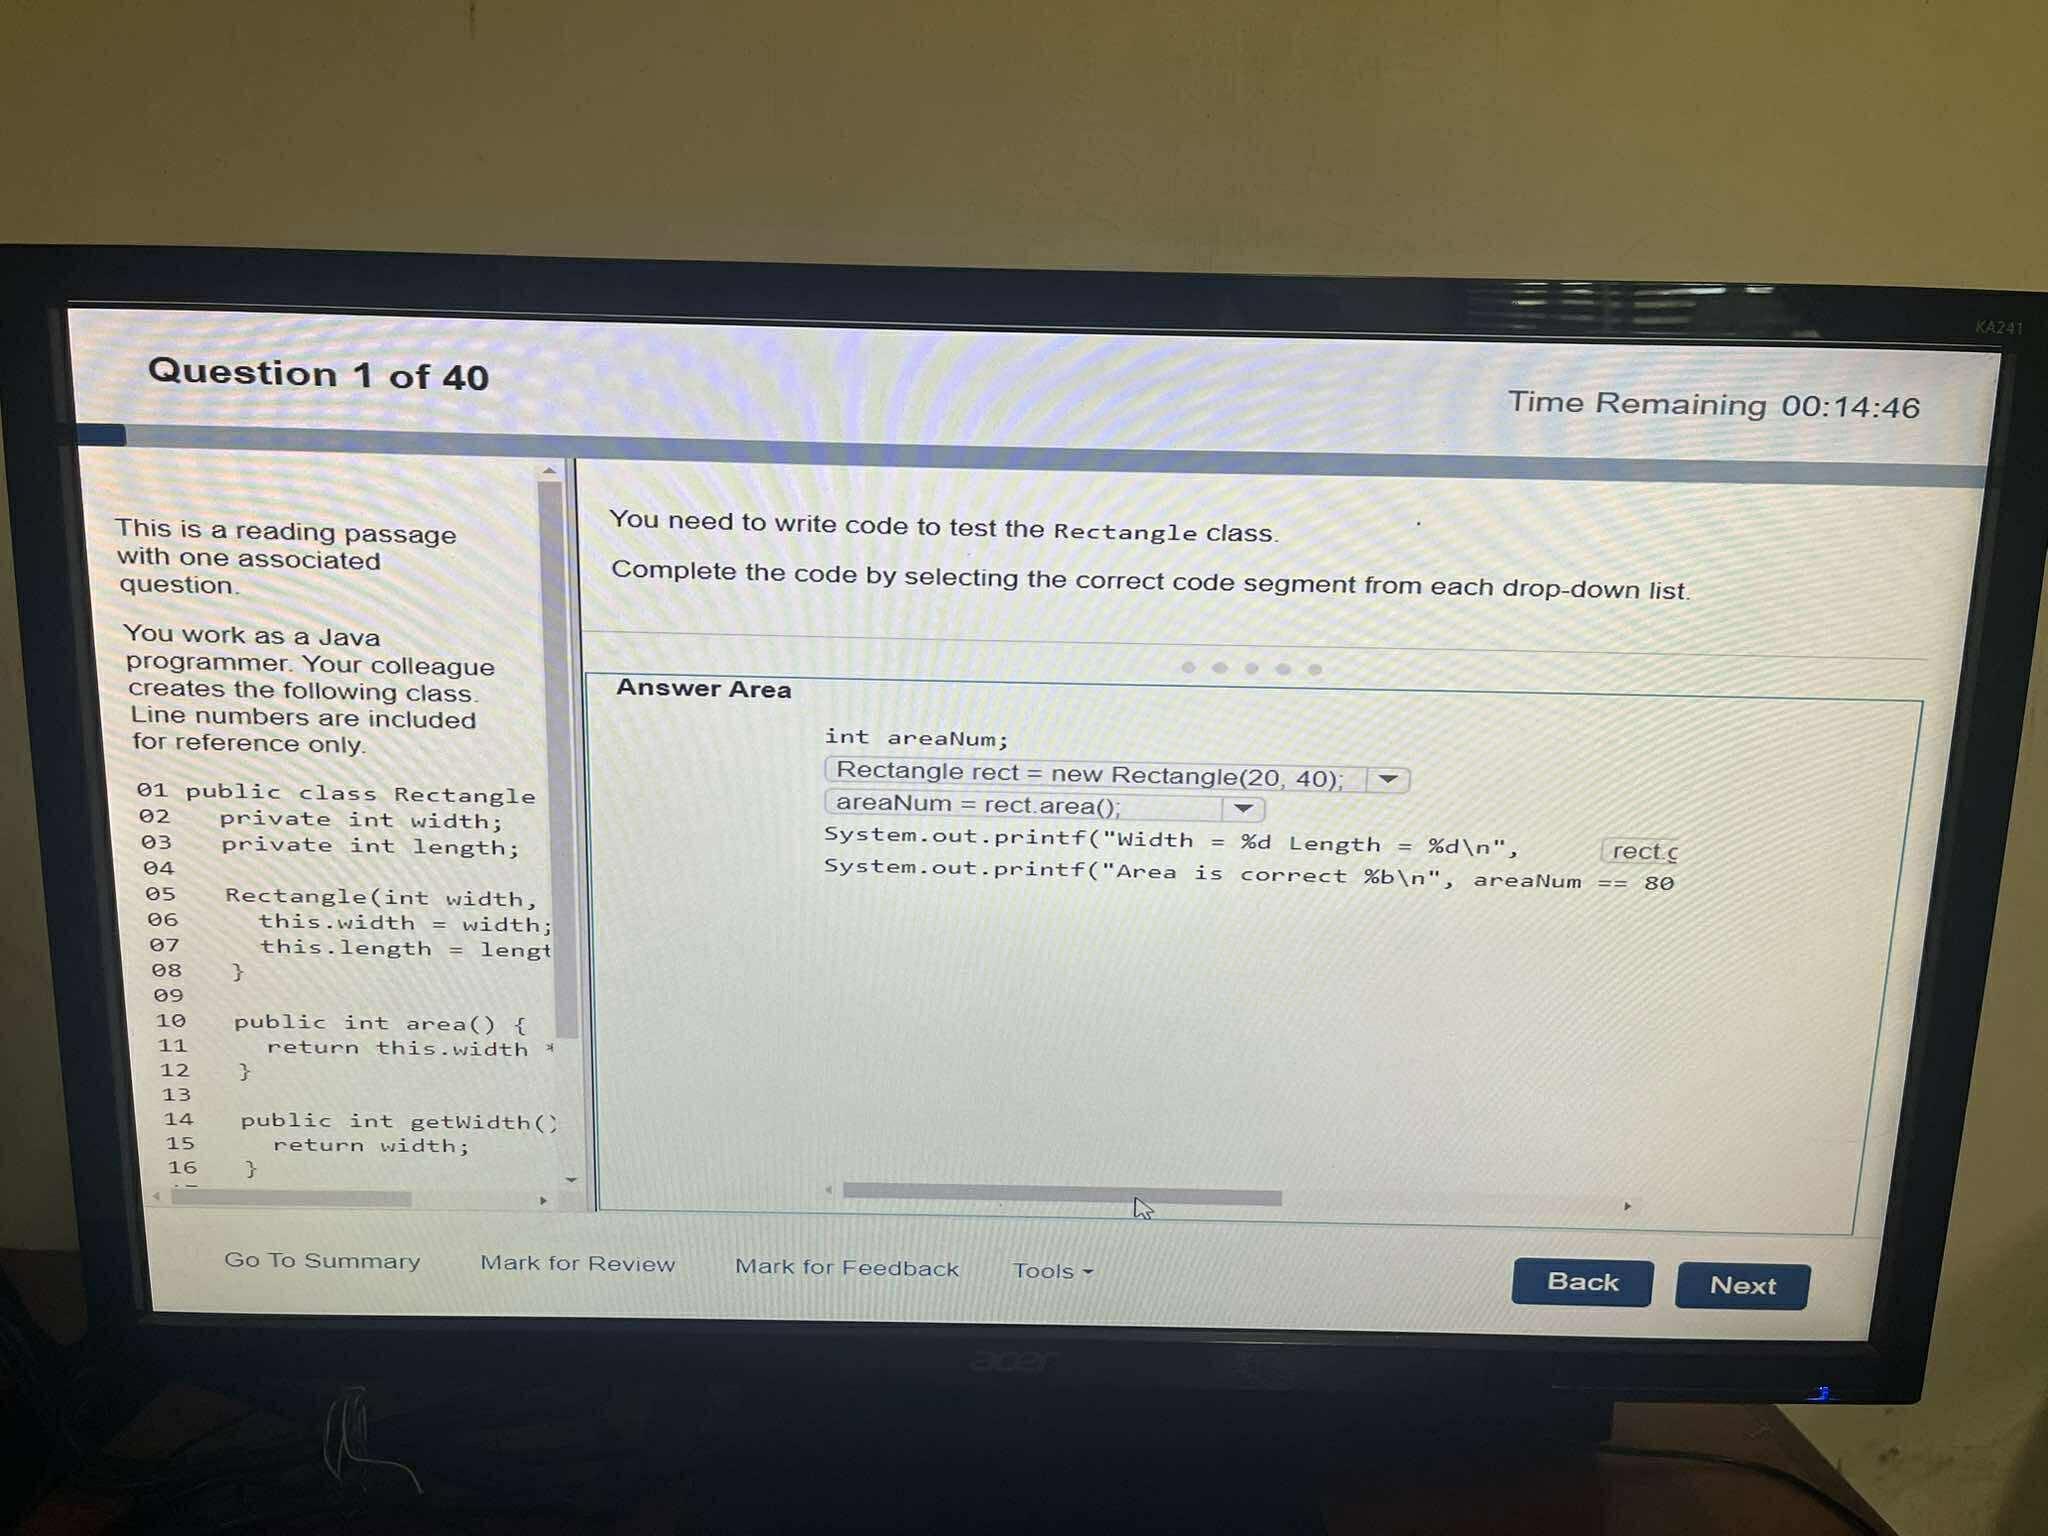 KA241
Question 1 of 40
Time Remaining 00:14:46
This is a reading passage
with one associated
question.
You work as a Java
programmer. Your colleague
creates the following class.
Line numbers are included
for reference only.
01 public class Rectangle
02 private int width;
03 private int length;
04
05 Rectangle(int width,
06 this.width = width;
07 this.length = lengt
08 }
09
10 public int area() {
11 return this.width *
12 }
13
14 public int getWidth()
15 return width;
16 }
You need to write code to test the Rectangle class.
Complete the code by selecting the correct code segment from each drop-down list.
Answer Area
int areaNum;
Rectangle rect = new Rectangle(20, 40);
areaNum = rect.area();
System.out.printf("Width = %d Length = %d\n", rect.g
System.out.printf("Area is correct %b\n", areaNum == 80
Go To Summary
Mark for Review
Mark for Feedback
Tools
Back
Next
acer